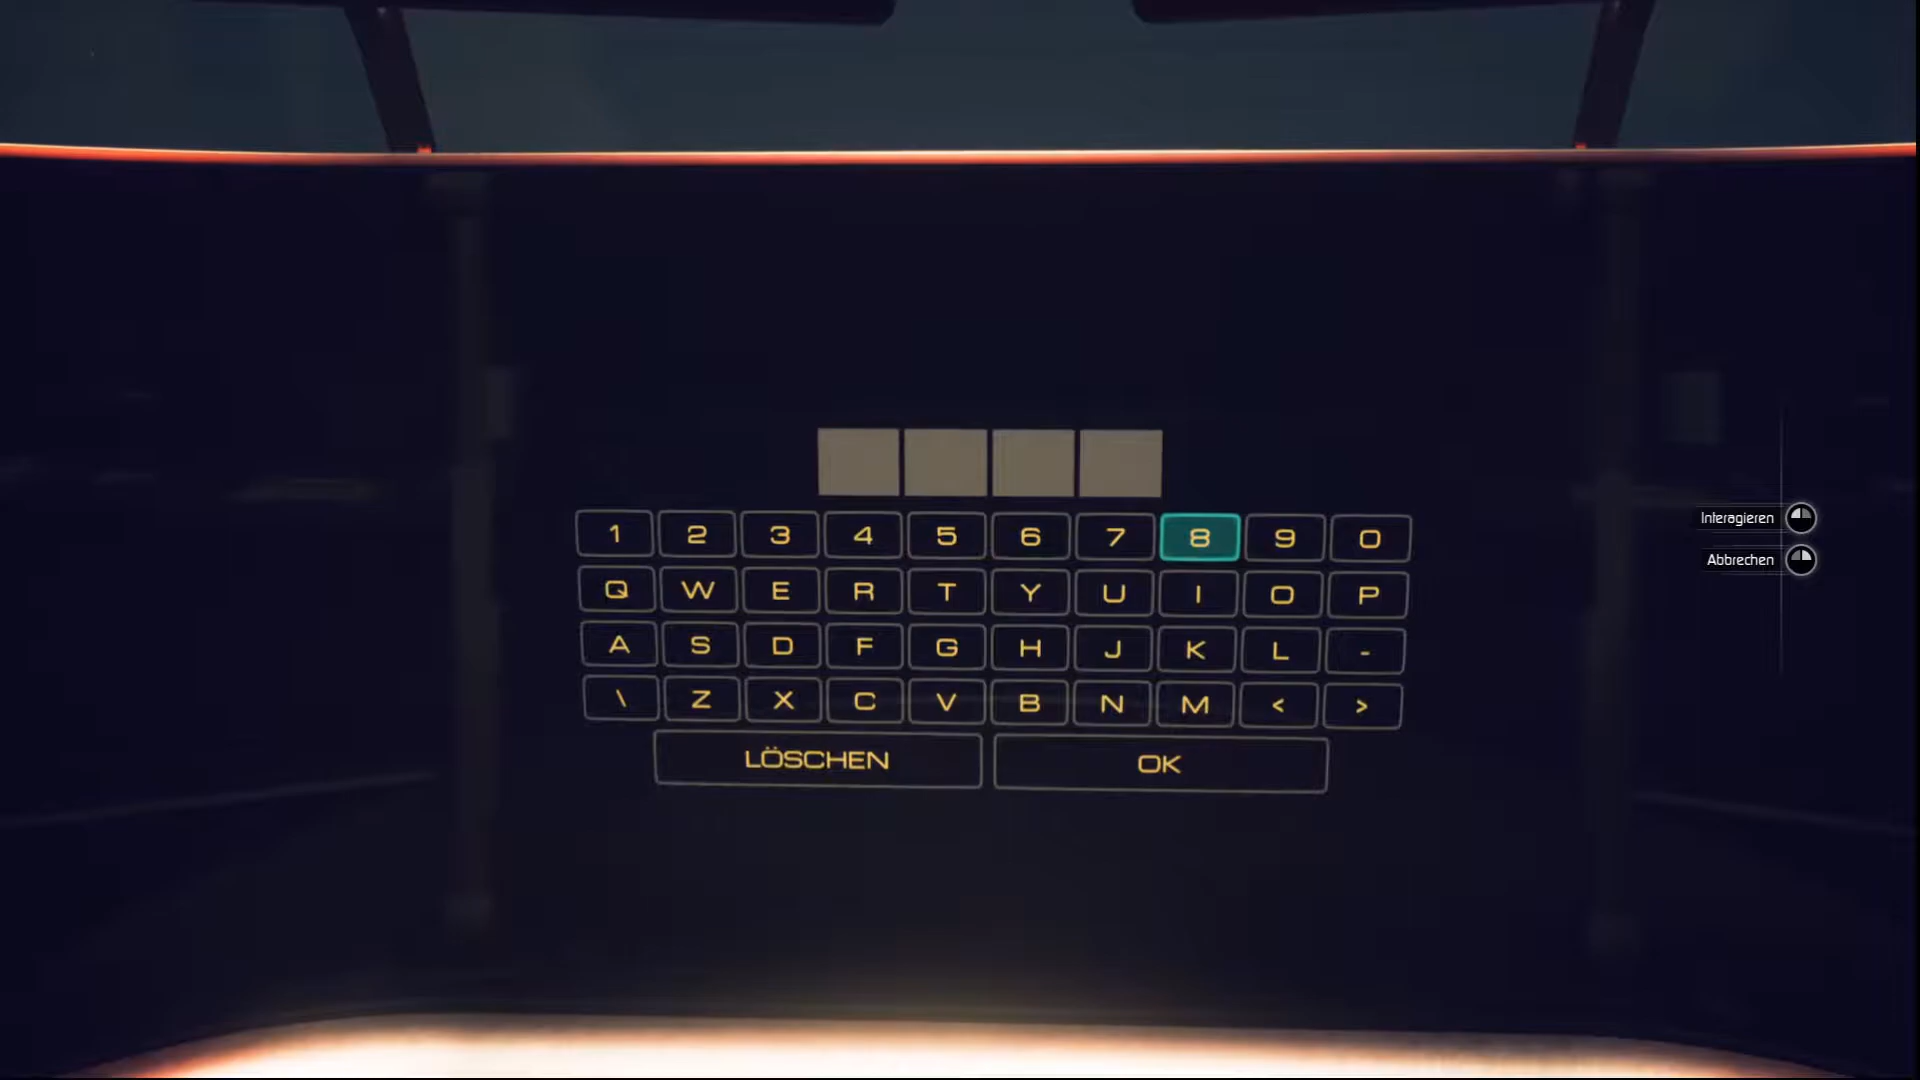 1 2 3 4 5 6 7 8 9 0
Q W E R T Y U I O P
A S D F G H J K L -
\ Z X C V B N M < >
LÖSCHEN OK
Interagieren
Abbrechen